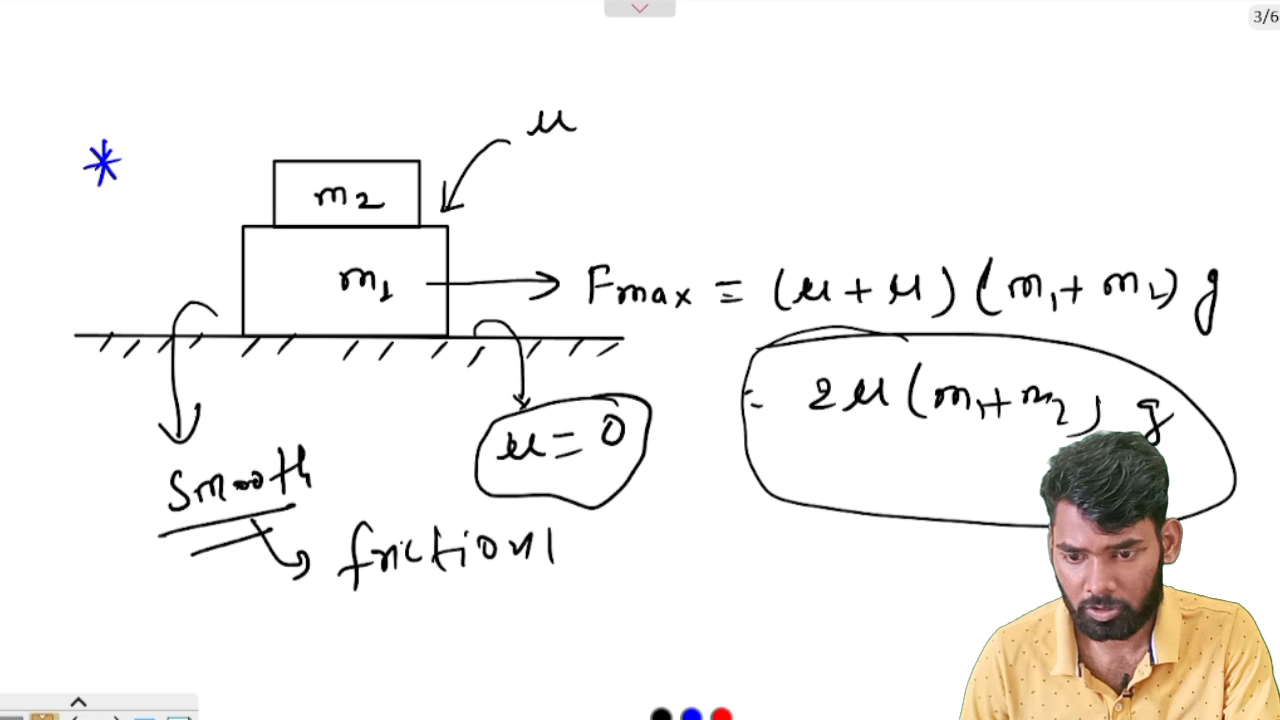 3/6
*
μ
m2
m1
Fmax = (μ + μ) (m1 + m2) g
= 2μ (m1 + m2) g
μ = 0
Smooth
frictionl